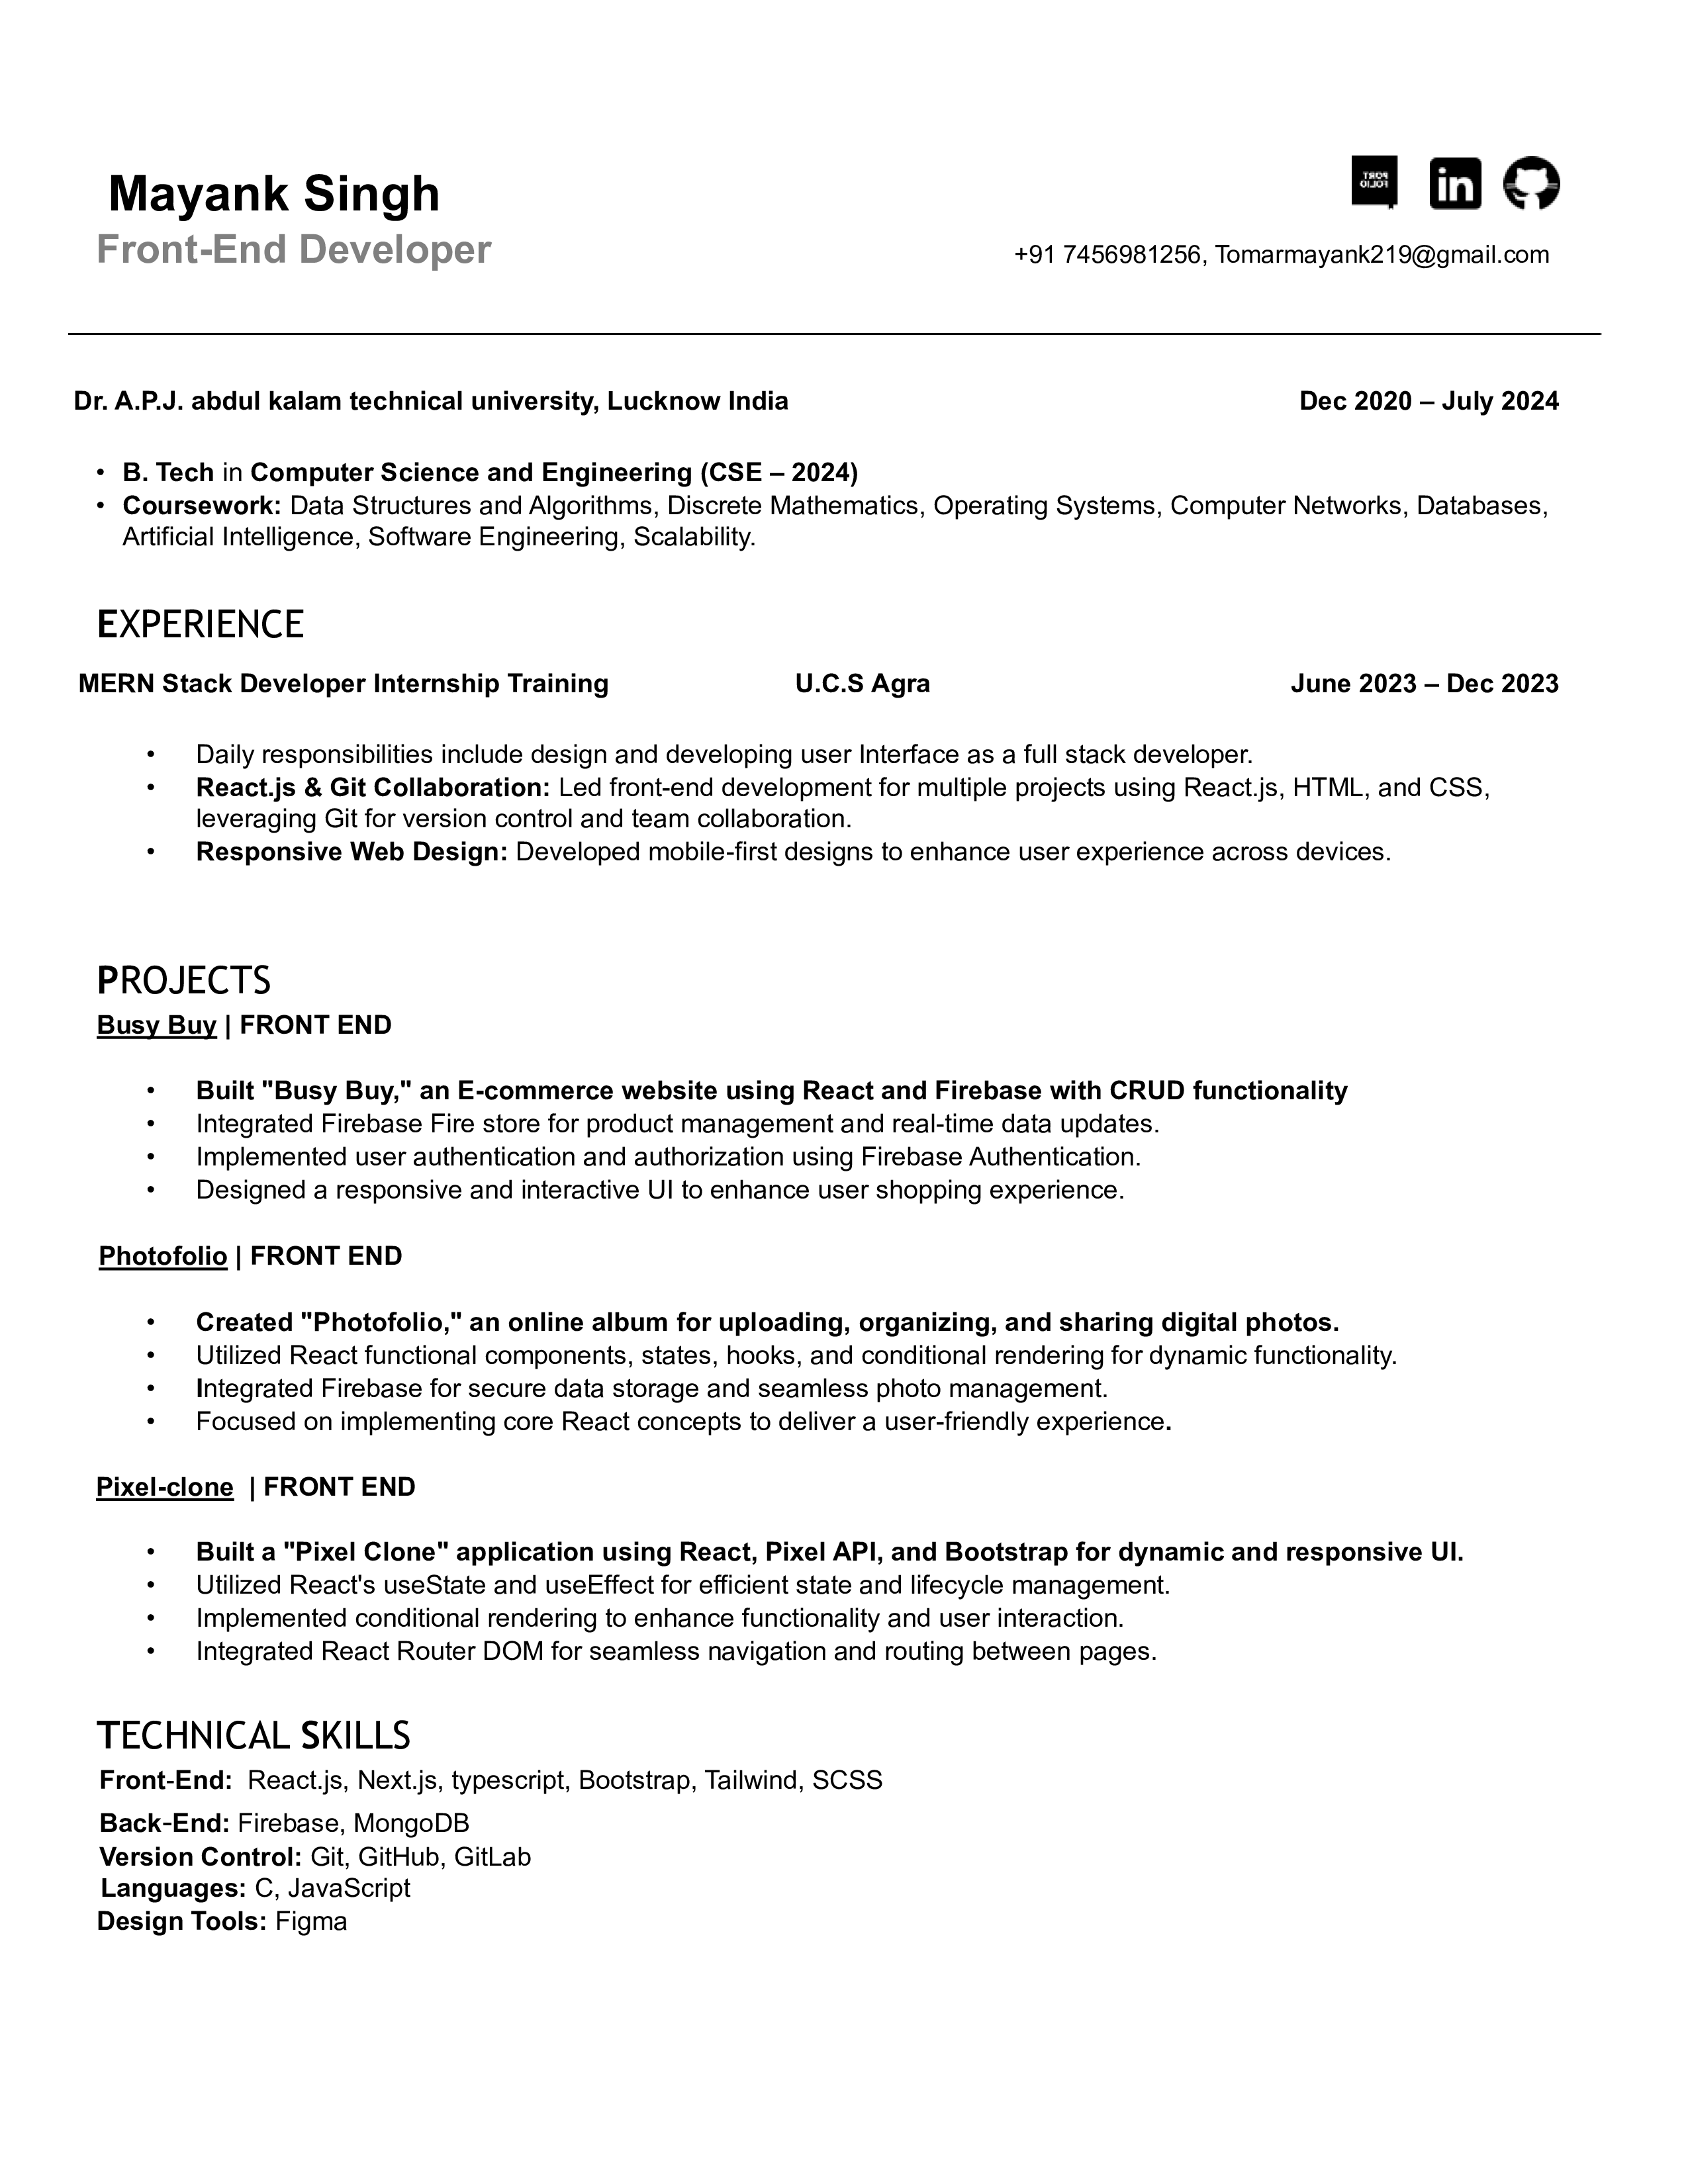 Mayank Singh
PORT
FOLIO
in
Front-End Developer
+91 7456981256, Tomarmayank219@gmail.com
Dr. A.P.J. abdul kalam technical university, Lucknow India Dec 2020 – July 2024
• B. Tech in Computer Science and Engineering (CSE – 2024)
• Coursework: Data Structures and Algorithms, Discrete Mathematics, Operating Systems, Computer Networks, Databases,
Artificial Intelligence, Software Engineering, Scalability.
EXPERIENCE
MERN Stack Developer Internship Training U.C.S Agra June 2023 – Dec 2023
• Daily responsibilities include design and developing user Interface as a full stack developer.
• React.js & Git Collaboration: Led front-end development for multiple projects using React.js, HTML, and CSS,
leveraging Git for version control and team collaboration.
• Responsive Web Design: Developed mobile-first designs to enhance user experience across devices.
PROJECTS
Busy Buy | FRONT END
• Built "Busy Buy," an E-commerce website using React and Firebase with CRUD functionality
• Integrated Firebase Fire store for product management and real-time data updates.
• Implemented user authentication and authorization using Firebase Authentication.
• Designed a responsive and interactive UI to enhance user shopping experience.
Photofolio | FRONT END
• Created "Photofolio," an online album for uploading, organizing, and sharing digital photos.
• Utilized React functional components, states, hooks, and conditional rendering for dynamic functionality.
• Integrated Firebase for secure data storage and seamless photo management.
• Focused on implementing core React concepts to deliver a user-friendly experience.
Pixel-clone | FRONT END
• Built a "Pixel Clone" application using React, Pixel API, and Bootstrap for dynamic and responsive UI.
• Utilized React's useState and useEffect for efficient state and lifecycle management.
• Implemented conditional rendering to enhance functionality and user interaction.
• Integrated React Router DOM for seamless navigation and routing between pages.
TECHNICAL SKILLS
Front-End: React.js, Next.js, typescript, Bootstrap, Tailwind, SCSS
Back-End: Firebase, MongoDB
Version Control: Git, GitHub, GitLab
Languages: C, JavaScript
Design Tools: Figma